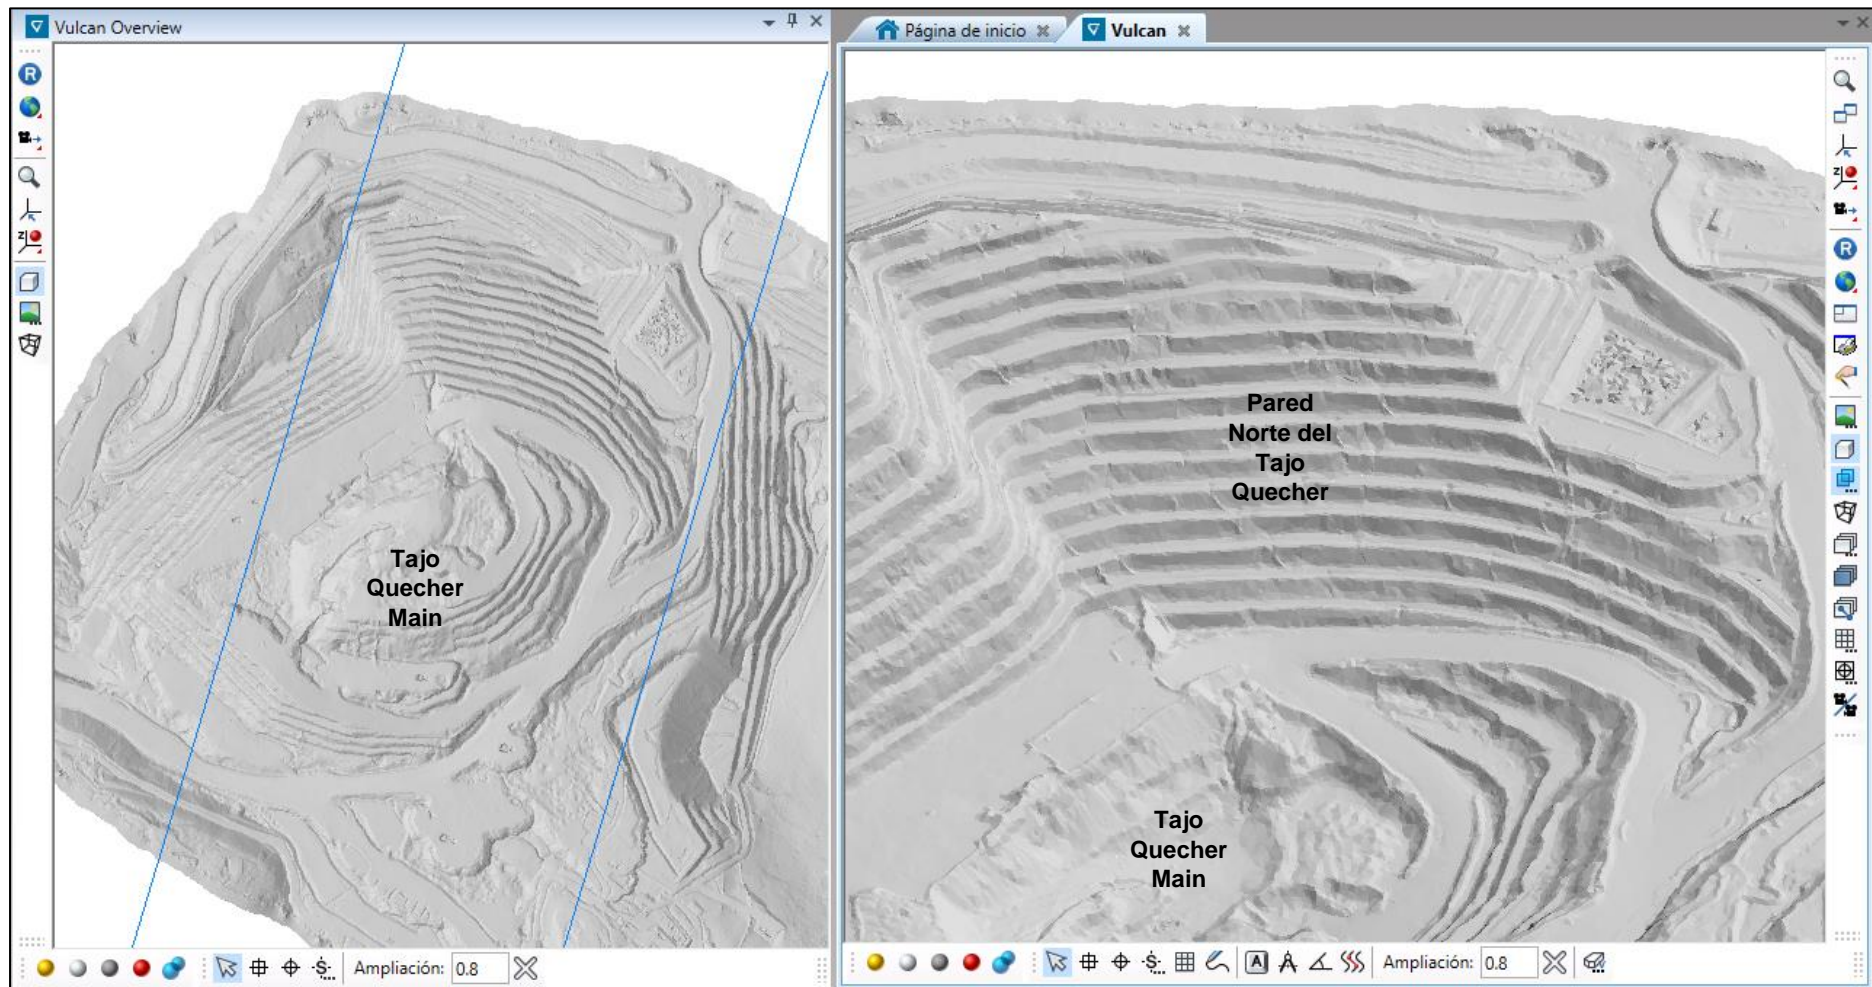 Vulcan Overview
Tajo
Quecher
Main
Ampliación: 0.8
Página de inicio
Vulcan
Pared
Norte del
Tajo
Quecher
Tajo
Quecher
Main
Ampliación: 0.8